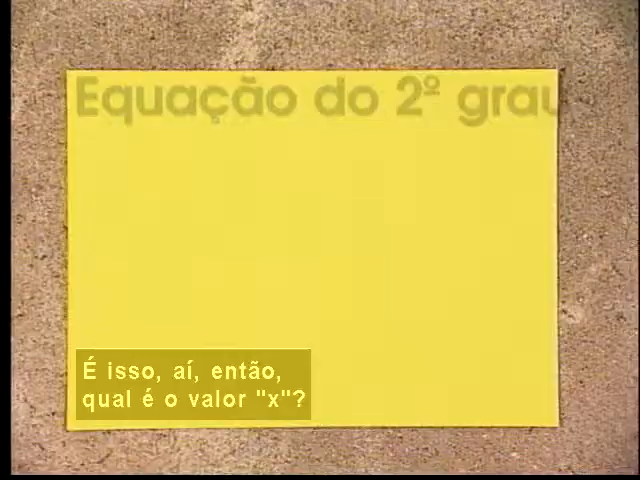 Equação do 2º grau
É isso, aí, então,
qual é o valor "x"?